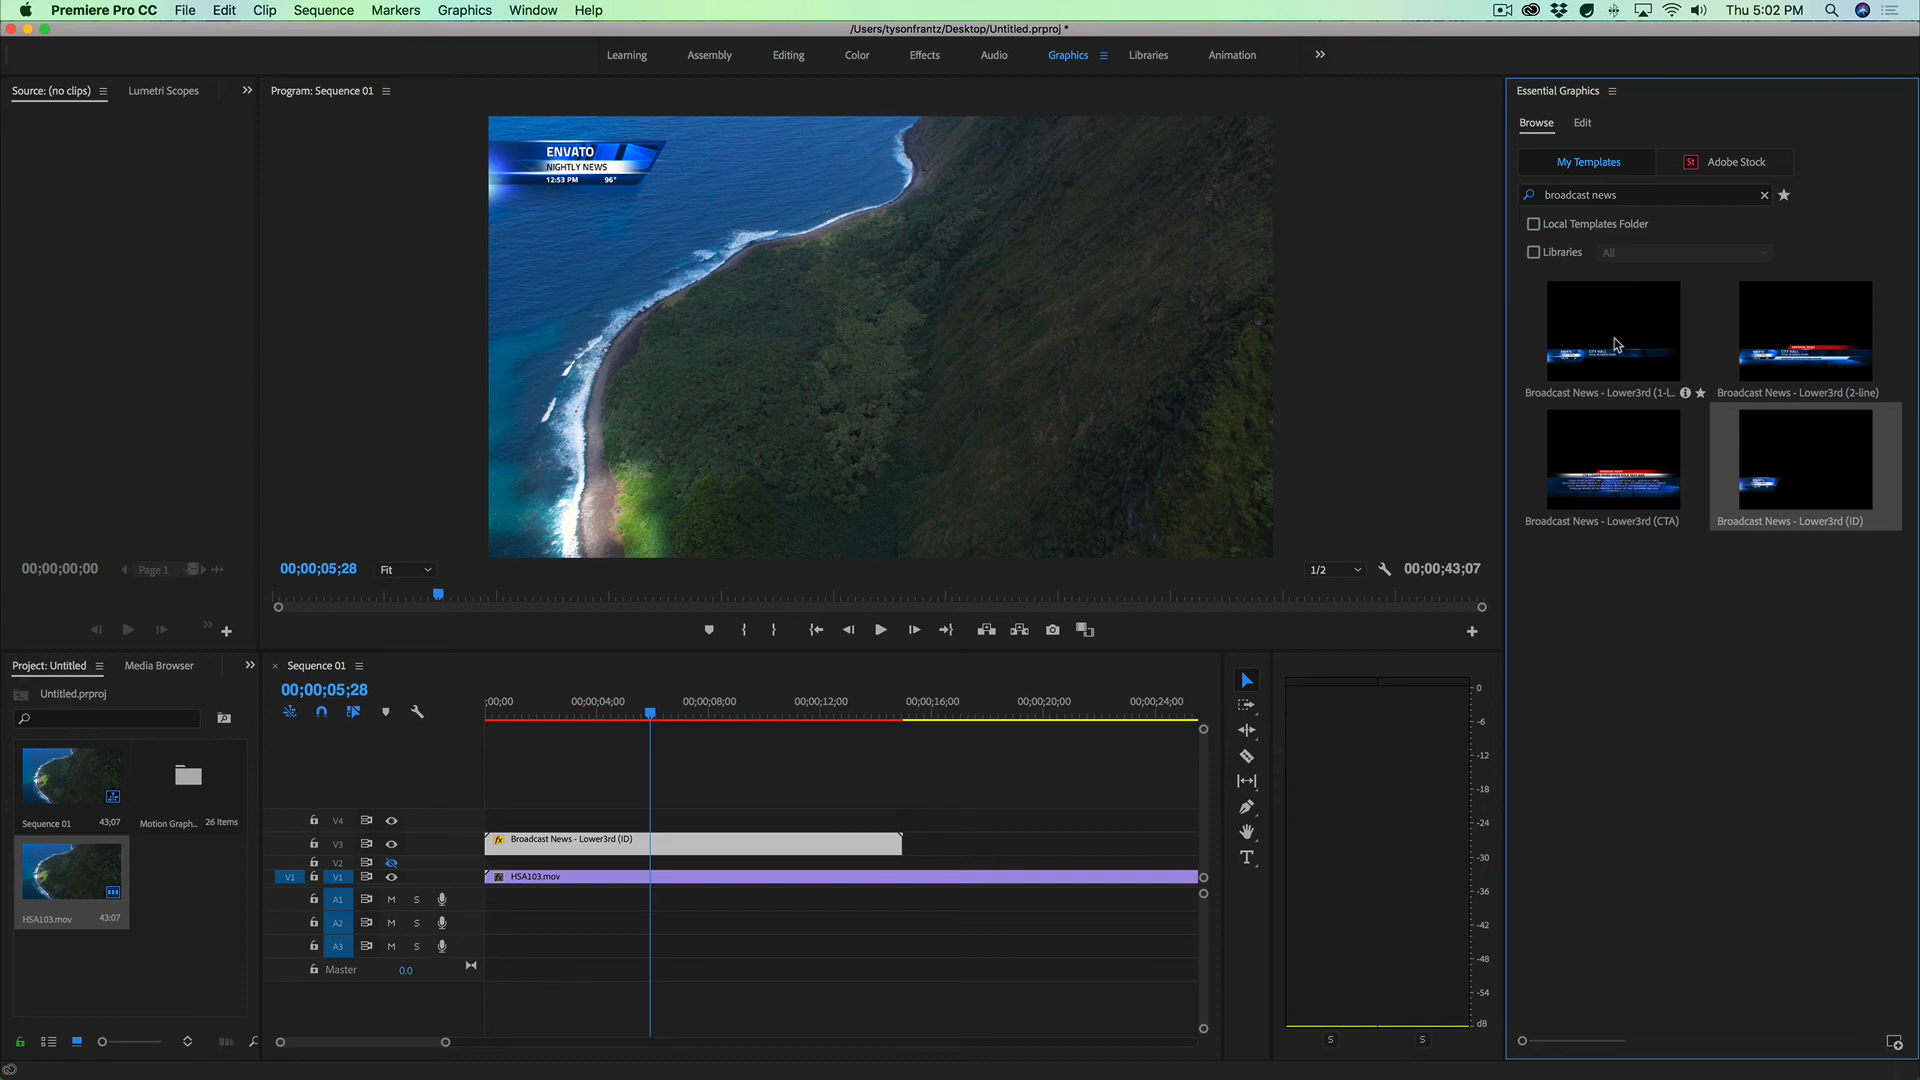 Premiere Pro CC File Edit Clip Sequence Markers Graphics Window Help Thu 5:02 PM
/Users/tysonfrantz/Desktop/Untitled.prproj *
Learning Assembly Editing Color Effects Audio Graphics Libraries Animation
Source: (no clips) Lumetri Scopes
Program: Sequence 01
ENVATO
NIGHTLY NEWS
12:53 PM 96°
00;00;00;00 Page 1
00;00;05;28 Fit 1/2 00;00;43;07
Essential Graphics
Browse Edit
My Templates St Adobe Stock
broadcast news
Local Templates Folder
Libraries All
Broadcast News - Lower3rd (1-L... Broadcast News - Lower3rd (2-line)
Broadcast News - Lower3rd (CTA) Broadcast News - Lower3rd (ID)
Project: Untitled Media Browser
Untitled.prproj
Sequence 01 43;07 Motion Graph... 26 Items
HSA103.mov 43:07
Sequence 01
00;00;05;28
;00;00 00;00;04;00 00;00;08;00 00;00;12;00 00;00;16;00 00;00;20;00 00;00;24;00
V4
V3 fx Broadcast News - Lower3rd (ID)
V2
V1 V1 fx HSA103.mov
A1 M S
A2 M S
A3 M S
Master 0.0
T
0
-6
-12
-18
-24
-30
-36
-42
-48
-54
dB
S S